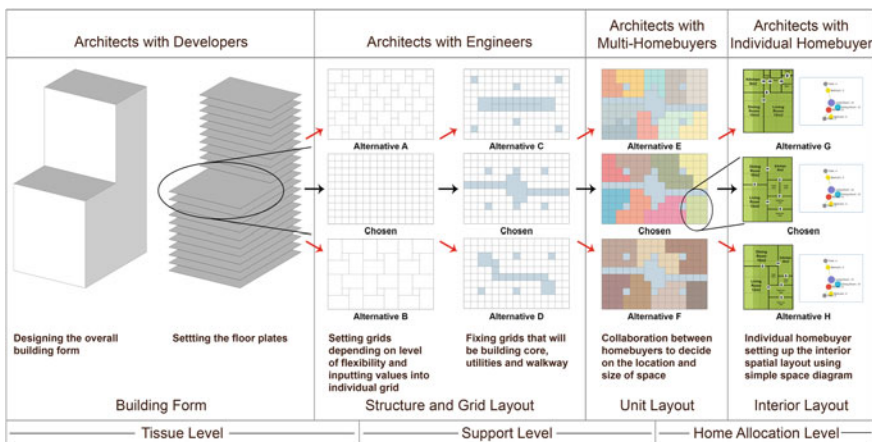 Architects with Developers
Architects with Engineers
Architects with
Multi-Homebuyers
Architects with
Individual Homebuyer
Alternative A
Alternative C
Alternative E
Alternative G
Chosen
Chosen
Chosen
Chosen
Alternative B
Alternative D
Alternative F
Alternative H
Designing the overall
building form
Settting the floor plates
Setting grids
depending on level
of flexibility and
inputting values into
individual grid
Fixing grids that will
be building core,
utilities and walkway
Collaboration between
homebuyers to decide
on the location and
size of space
Individual homebuyer
setting up the interior
spatial layout using
simple space diagram
Building Form
Structure and Grid Layout
Unit Layout
Interior Layout
Tissue Level
Support Level
Home Allocation Level